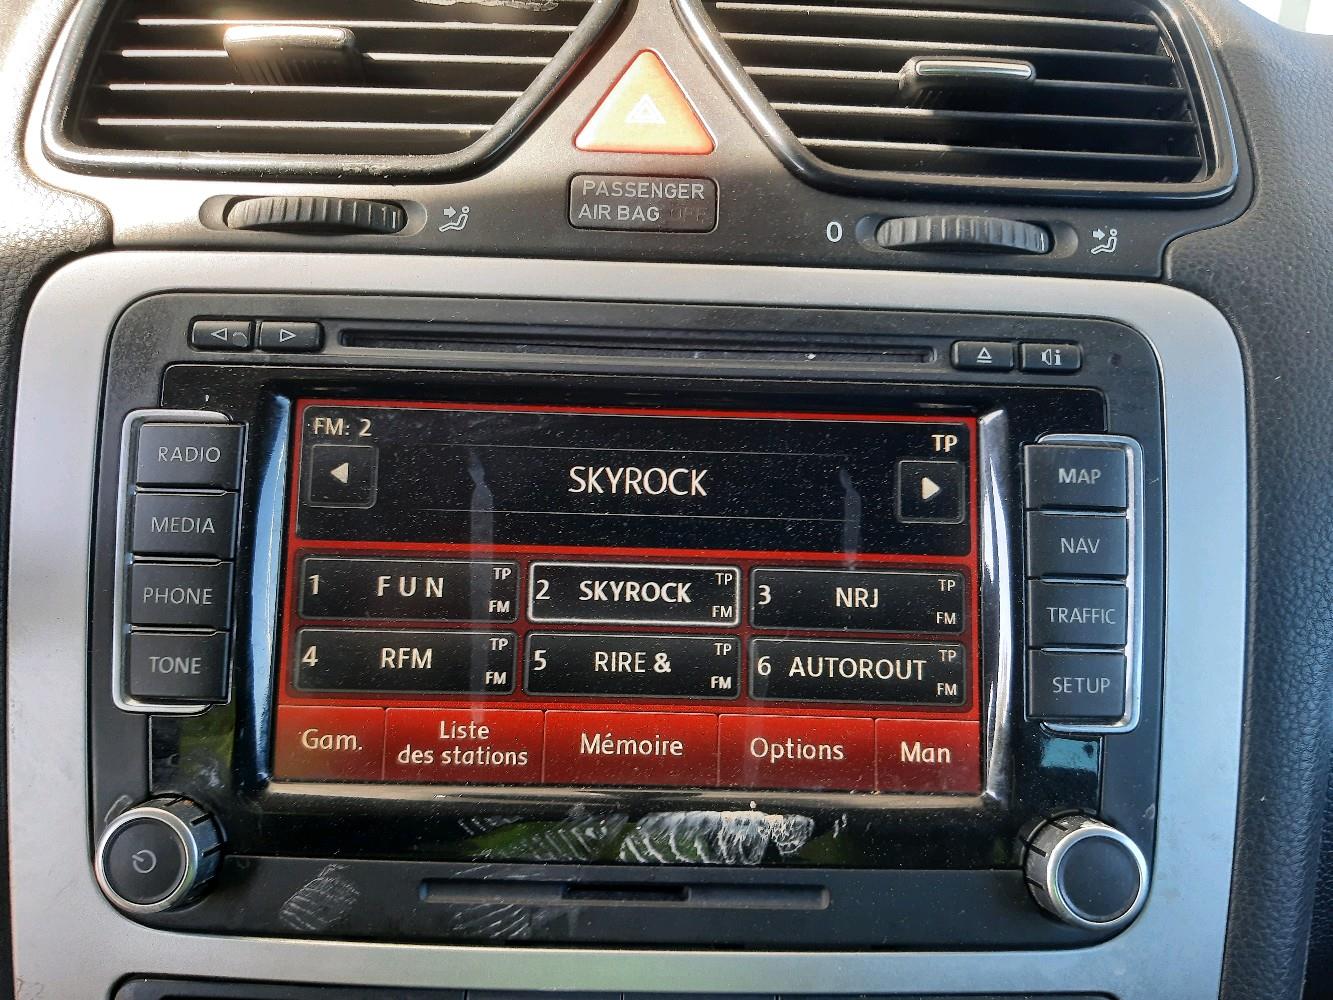 PASSENGER
AIR BAG OFF
0
RADIO
MEDIA
PHONE
TONE
FM: 2
TP
SKYROCK
1 F U N TP FM
2 SKYROCK TP FM
3 NRJ TP FM
4 RFM TP FM
5 RIRE & TP FM
6 AUTOROUT TP FM
Gam.
Liste
des stations
Mémoire
Options
Man
MAP
NAV
TRAFFIC
SETUP